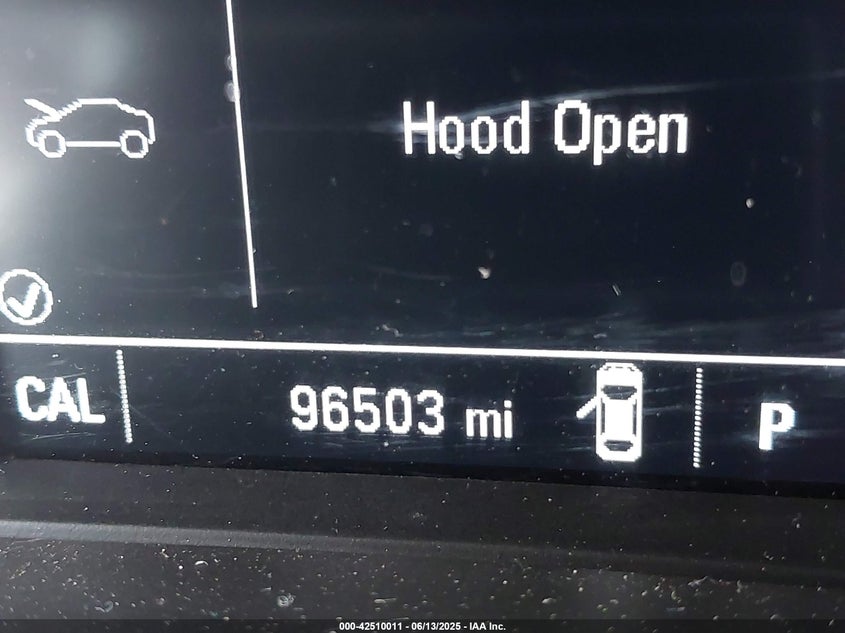 Hood Open
CAL 96503 mi P
000-42510011 - 06/13/2025 - IAA Inc.